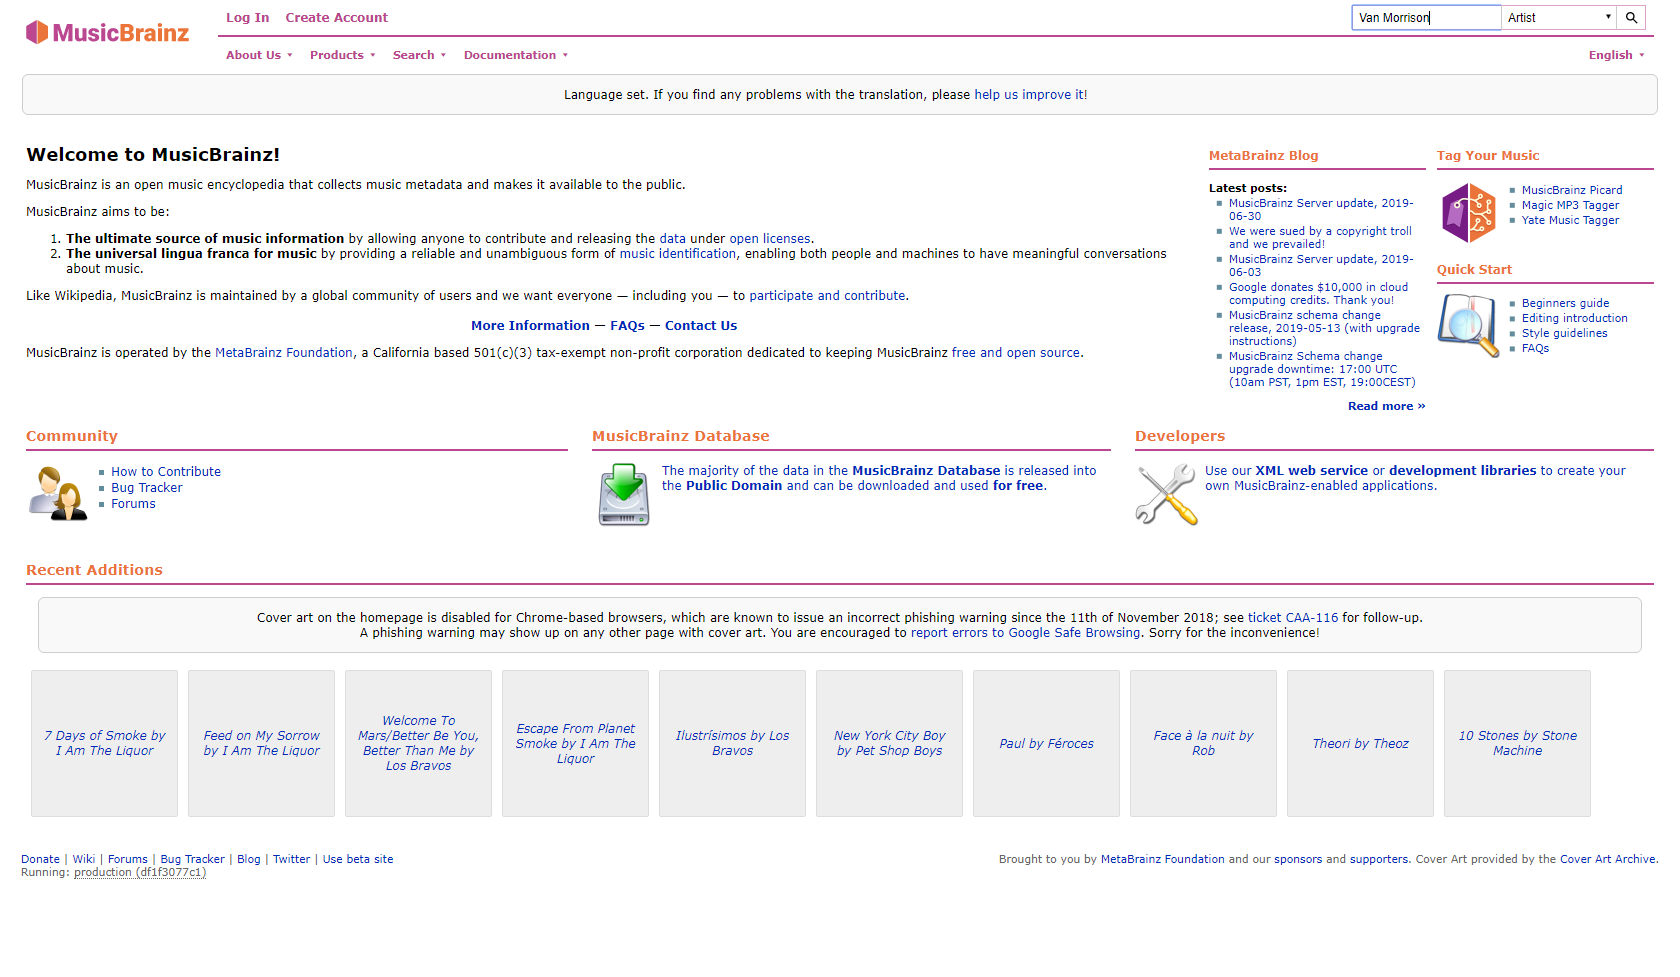 MusicBrainz
Log In Create Account
Van Morrison Artist
About Us Products Search Documentation English
Language set. If you find any problems with the translation, please help us improve it!
Welcome to MusicBrainz!
MusicBrainz is an open music encyclopedia that collects music metadata and makes it available to the public.
MusicBrainz aims to be:
1. The ultimate source of music information by allowing anyone to contribute and releasing the data under open licenses.
2. The universal lingua franca for music by providing a reliable and unambiguous form of music identification, enabling both people and machines to have meaningful conversations
about music.
Like Wikipedia, MusicBrainz is maintained by a global community of users and we want everyone — including you — to participate and contribute.
More Information — FAQs — Contact Us
MusicBrainz is operated by the MetaBrainz Foundation, a California based 501(c)(3) tax-exempt non-profit corporation dedicated to keeping MusicBrainz free and open source.
MetaBrainz Blog
Latest posts:
MusicBrainz Server update, 2019-
06-30
We were sued by a copyright troll
and we prevailed!
MusicBrainz Server update, 2019-
06-03
Google donates $10,000 in cloud
computing credits. Thank you!
MusicBrainz schema change
release, 2019-05-13 (with upgrade
instructions)
MusicBrainz Schema change
upgrade downtime: 17:00 UTC
(10am PST, 1pm EST, 19:00CEST)
Read more »
Tag Your Music
MusicBrainz Picard
Magic MP3 Tagger
Yate Music Tagger
Quick Start
Beginners guide
Editing introduction
Style guidelines
FAQs
Community
How to Contribute
Bug Tracker
Forums
MusicBrainz Database
The majority of the data in the MusicBrainz Database is released into
the Public Domain and can be downloaded and used for free.
Developers
Use our XML web service or development libraries to create your
own MusicBrainz-enabled applications.
Recent Additions
Cover art on the homepage is disabled for Chrome-based browsers, which are known to issue an incorrect phishing warning since the 11th of November 2018; see ticket CAA-116 for follow-up.
A phishing warning may show up on any other page with cover art. You are encouraged to report errors to Google Safe Browsing. Sorry for the inconvenience!
7 Days of Smoke by
I Am The Liquor
Feed on My Sorrow
by I Am The Liquor
Welcome To
Mars/Better Be You,
Better Than Me by
Los Bravos
Escape From Planet
Smoke by I Am The
Liquor
Ilustrísimos by Los
Bravos
New York City Boy
by Pet Shop Boys
Paul by Féroces
Face à la nuit by
Rob
Theori by Theoz
10 Stones by Stone
Machine
Donate | Wiki | Forums | Bug Tracker | Blog | Twitter | Use beta site
Running: production (df1f3077c1)
Brought to you by MetaBrainz Foundation and our sponsors and supporters. Cover Art provided by the Cover Art Archive.